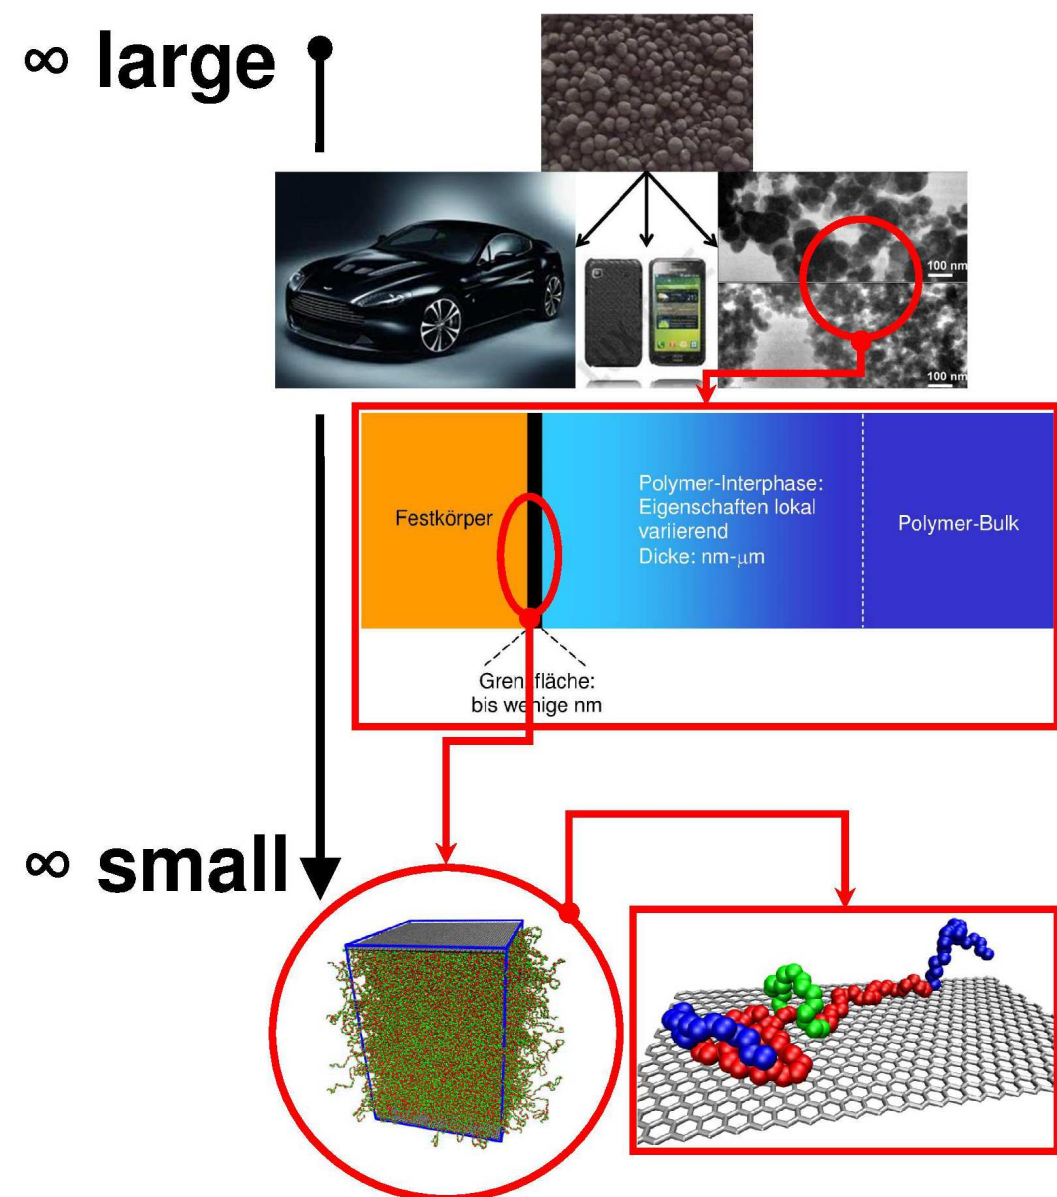 ∞ large
100 nm
100 nm
Festkörper
Polymer-Interphase:
Eigenschaften lokal
variierend
Dicke: nm-μm
Polymer-Bulk
Grenzfläche:
bis wenige nm
∞ small